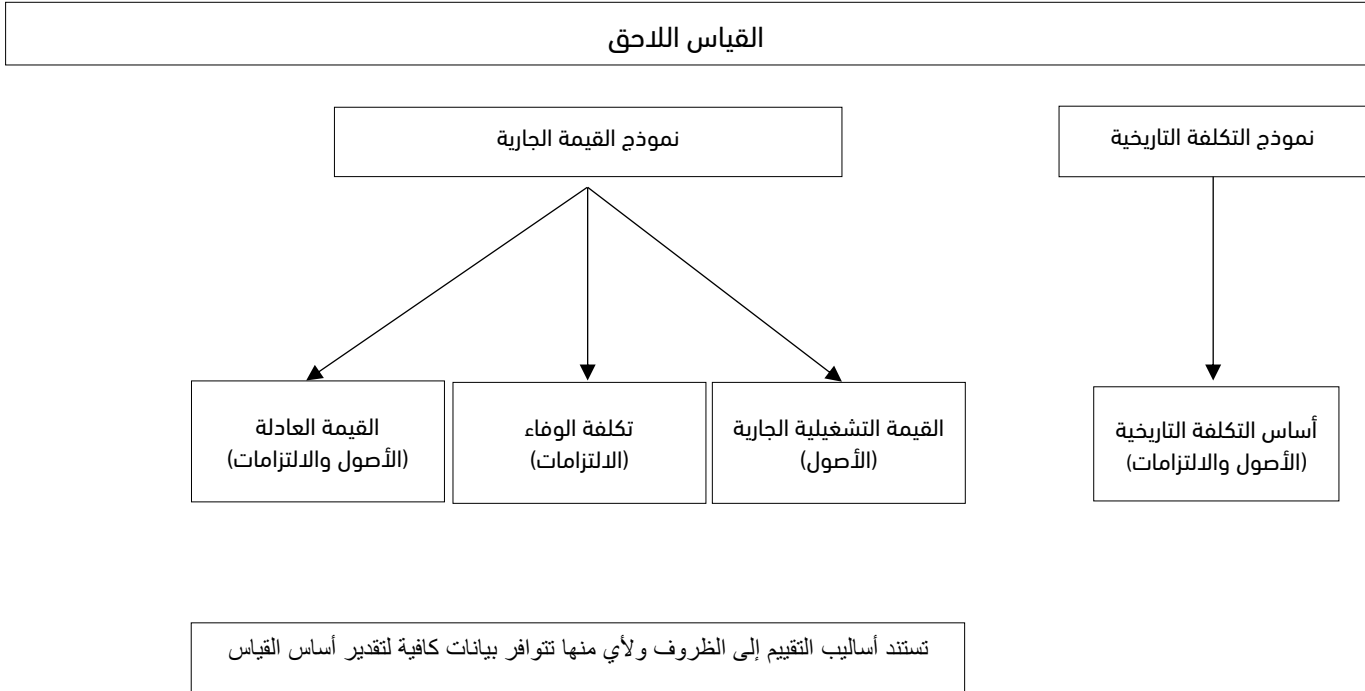 القياس اللاحق
نموذج التكلفة التاريخية
نموذج القيمة الجارية
أساس التكلفة التاريخية
(الأصول والالتزامات)
القيمة التشغيلية الجارية
(الأصول)
تكلفة الوفاء
(الالتزامات)
القيمة العادلة
(الأصول والالتزامات)
تستند أساليب التقييم إلى الظروف ولأي منها تتوافر بيانات كافية لتقدير أساس القياس